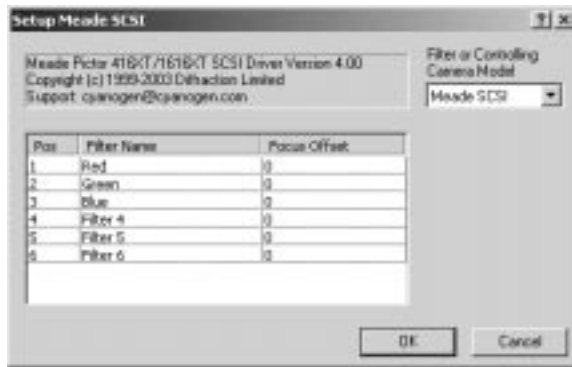 Setup Meade SCSI
Meade Pictor 416XT/1616XT SCSI Driver Version 4.00
Copyright (c) 1999-2003 Diffraction Limited
Support: cyanogen@cyanogen.com
Filter or Controlling
Camera Model
Meade SCSI
Pos Filter Name Focus Offset
1 Red 0
2 Green 0
3 Blue 0
4 Filter 4 0
5 Filter 5 0
6 Filter 6 0
OK Cancel